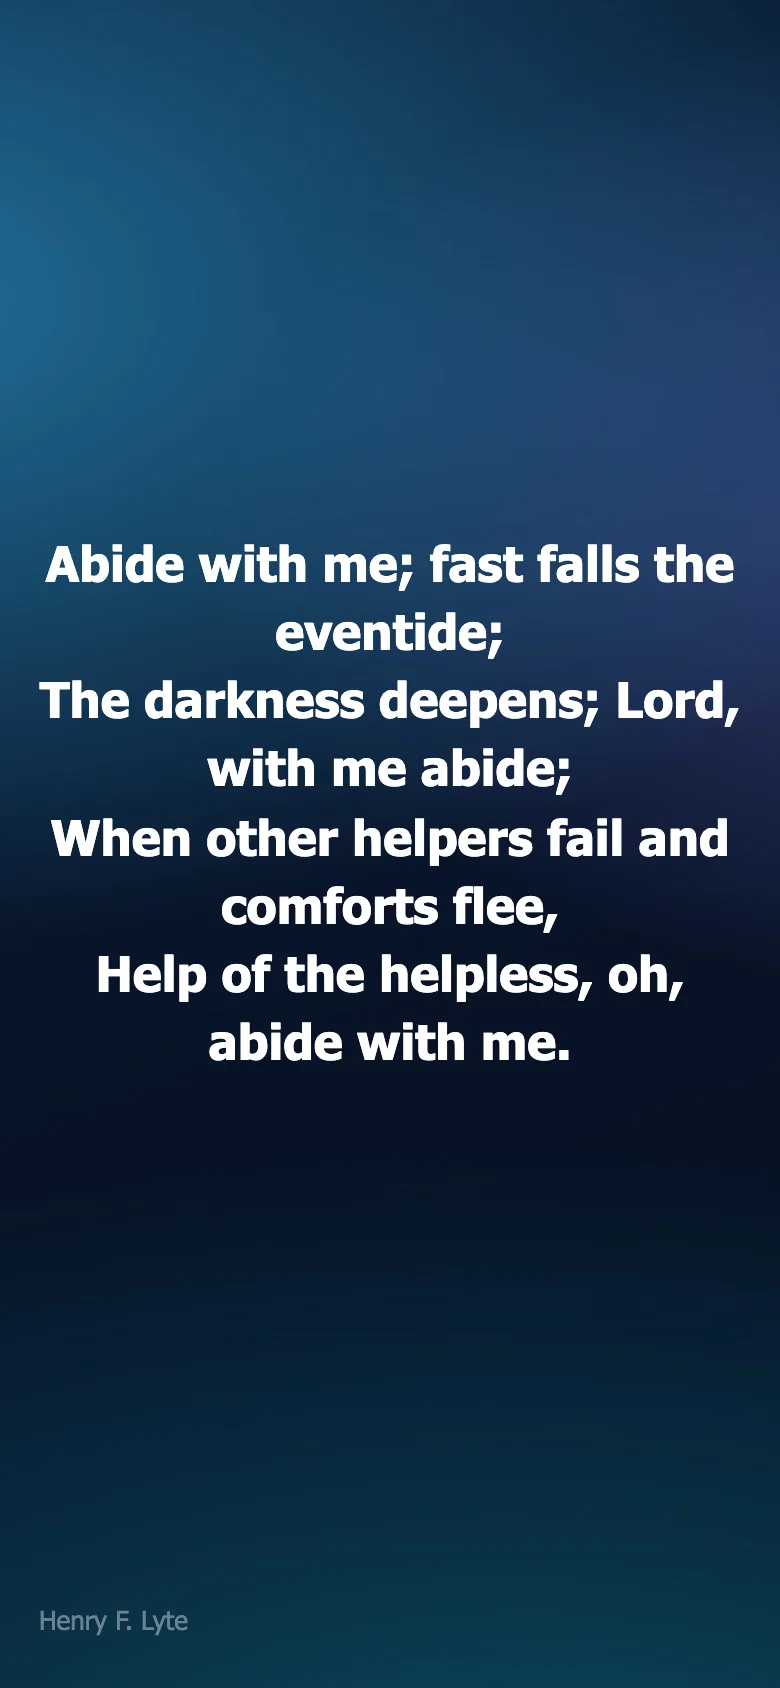 Abide with me; fast falls the
eventide;
The darkness deepens; Lord,
with me abide;
When other helpers fail and
comforts flee,
Help of the helpless, oh,
abide with me.
Henry F. Lyte